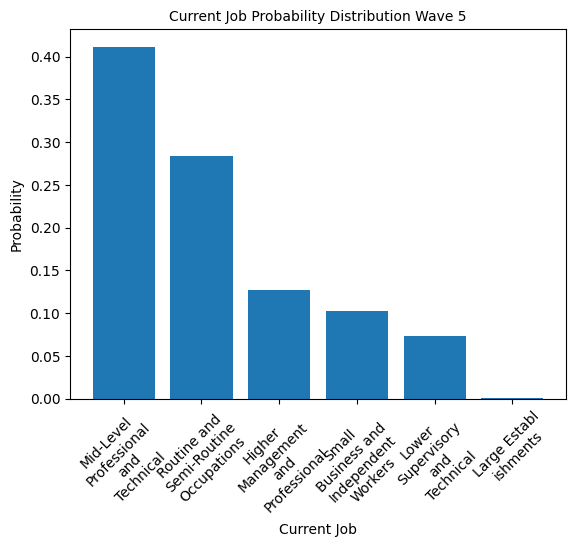 Current Job Probability Distribution Wave 5
Probability
0.40
0.35
0.30
0.25
0.20
0.15
0.10
0.05
0.00
Mid-Level
Professional
and
Technical
Routine and
Semi-Routine
Occupations
Higher
Management
and
Professional
Small
Business and
Independent
Workers
Lower
Supervisory
and
Technical
Large Establ
ishments
Current Job